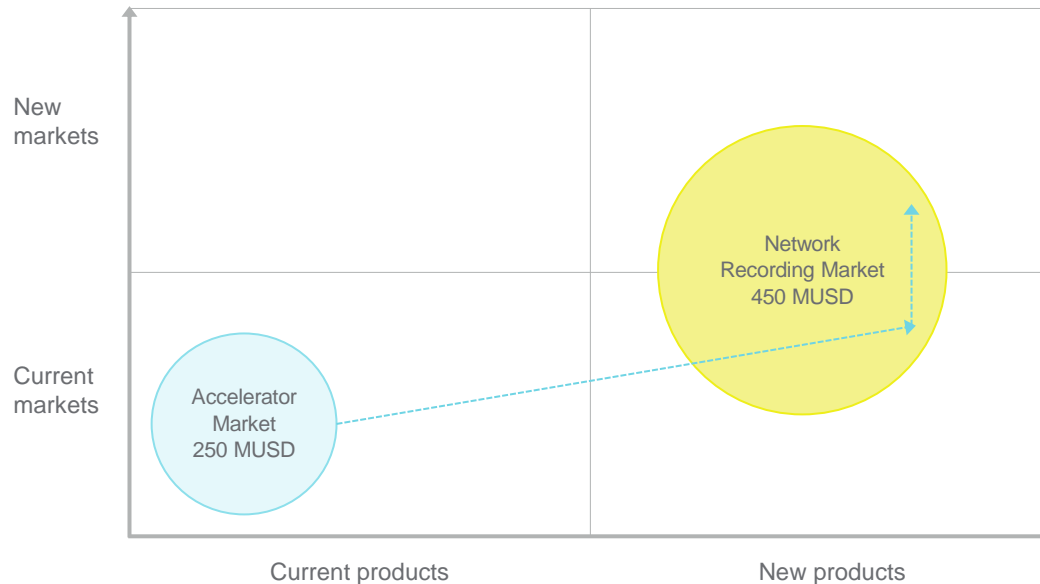 New
markets
Network
Recording Market
450 MUSD
Current
markets
Accelerator
Market
250 MUSD
Current products
New products